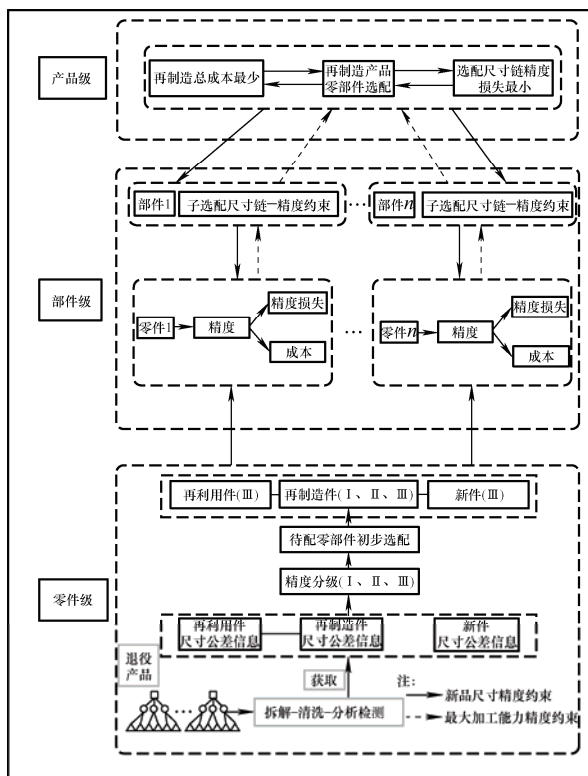 产品级
再制造总成本最少
再制造产品
零部件选配
选配尺寸链精度
损失最小
部件级
部件1
子选配尺寸链–精度约束
…
部件n
子选配尺寸链–精度约束
零件1
精度
精度损失
成本
…
零件n
精度
精度损失
成本
零件级
再利用件(Ⅲ)
再制造件(Ⅰ、Ⅱ、Ⅲ)
新件(Ⅲ)
待配零部件初步选配
精度分级(Ⅰ、Ⅱ、Ⅲ)
再利用件
尺寸公差信息
再制造件
尺寸公差信息
新件
尺寸公差信息
退役
产品
获取
…
拆解–清洗–分析检测
注：
新品尺寸精度约束
最大加工能力精度约束